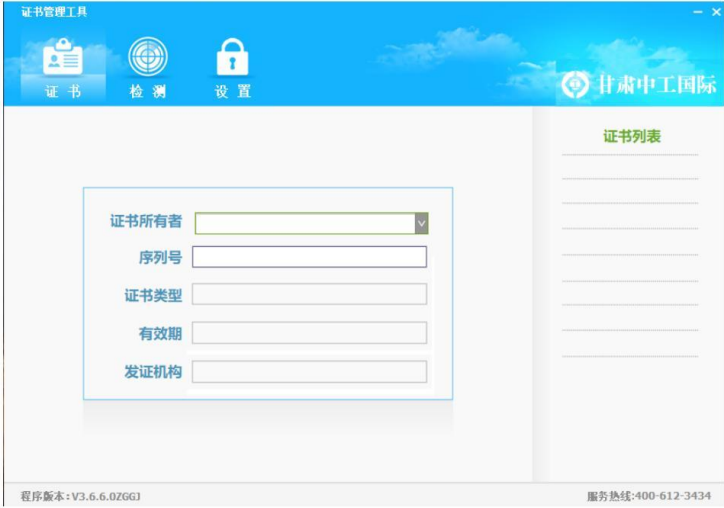 证书管理工具
证书 检测 设置
甘肃中工国际
证书列表
证书所有者
序列号
证书类型
有效期
发证机构
程序版本:V3.6.6.0ZGGJ
服务热线:400-612-3434